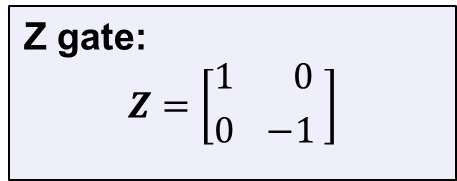 Z gate:
Z = [1 0
0 −1]